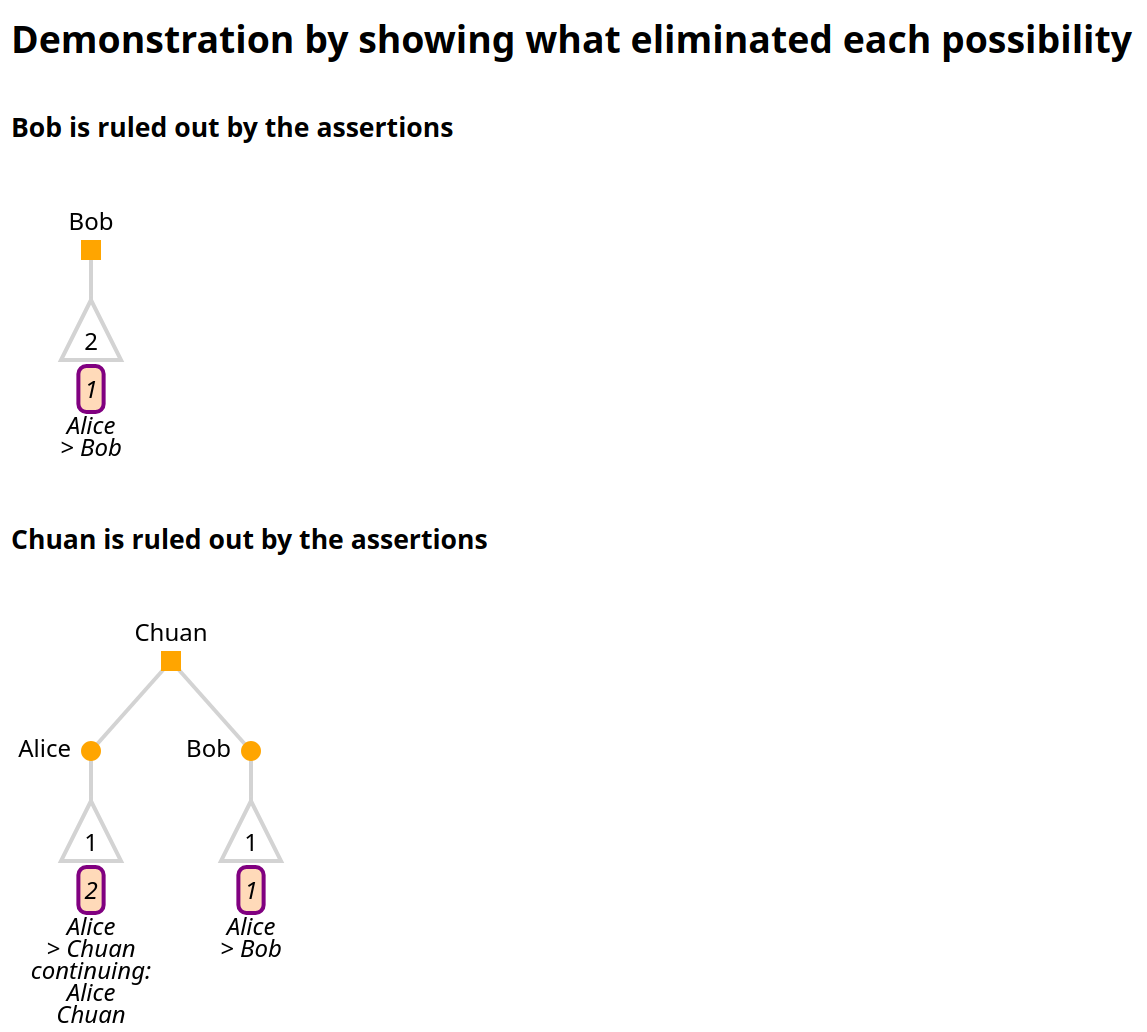 Demonstration by showing what eliminated each possibility
Bob is ruled out by the assertions
Bob
2
1
Alice
> Bob
Chuan is ruled out by the assertions
Chuan
Alice
Bob
1
1
2
1
Alice
> Chuan
continuing:
Alice
Chuan
Alice
> Bob